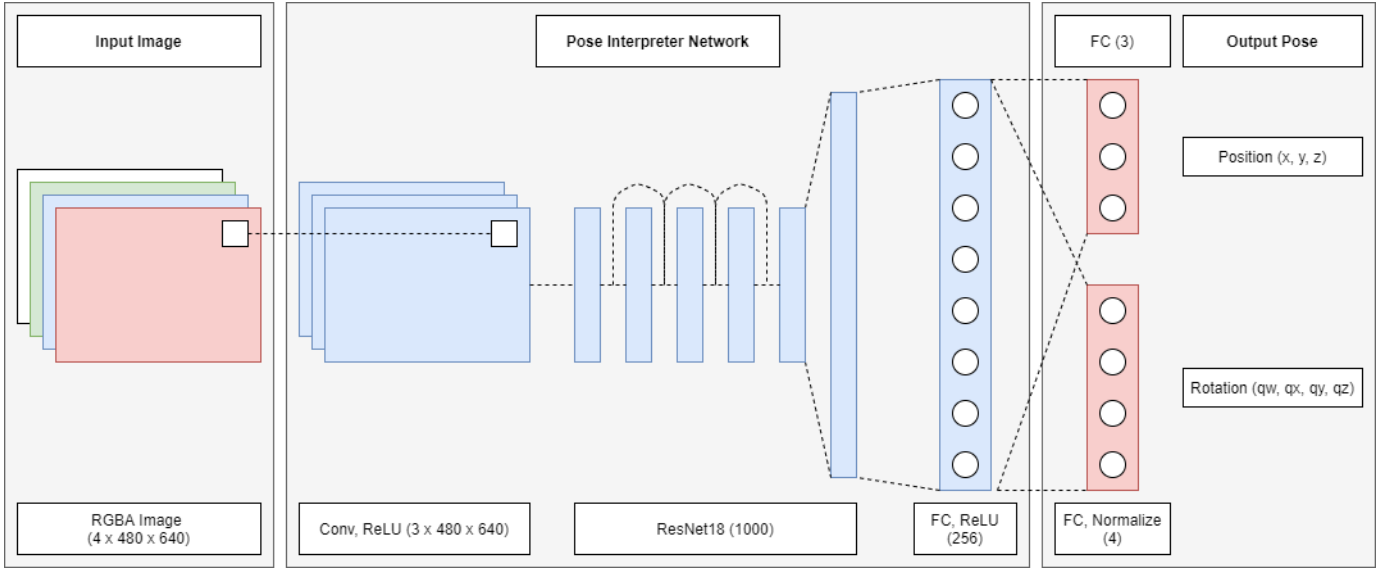 Input Image
Pose Interpreter Network
FC (3)
Output Pose
Position (x, y, z)
Rotation (qw, qx, qy, qz)
RGBA Image
(4 x 480 x 640)
Conv, ReLU (3 x 480 x 640)
ResNet18 (1000)
FC, ReLU
(256)
FC, Normalize
(4)